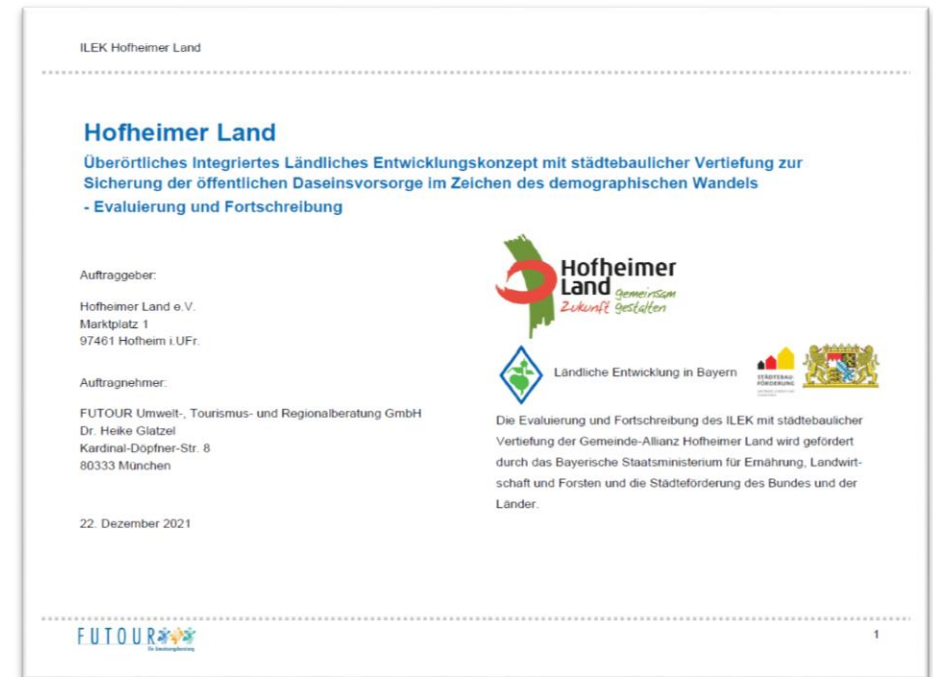 ILEK Hofheimer Land
Hofheimer Land
Überörtliches Integriertes Ländliches Entwicklungskonzept mit städtebaulicher Vertiefung zur
Sicherung der öffentlichen Daseinsvorsorge im Zeichen des demographischen Wandels
- Evaluierung und Fortschreibung
Auftraggeber:
Hofheimer Land e.V.
Marktplatz 1
97461 Hofheim i.UFr.
Auftragnehmer:
FUTOUR Umwelt-, Tourismus- und Regionalberatung GmbH
Dr. Heike Glatzel
Kardinal-Döpfner-Str. 8
80333 München
22. Dezember 2021
Hofheimer
Land gemeinsam
Zukunft gestalten
Ländliche Entwicklung in Bayern
STÄDTEBAU-
FÖRDERUNG
Die Evaluierung und Fortschreibung des ILEK mit städtebaulicher
Vertiefung der Gemeinde-Allianz Hofheimer Land wird gefördert
durch das Bayerische Staatsministerium für Ernährung, Landwirt-
schaft und Forsten und die Städteförderung des Bundes und der
Länder.
FUTOUR
1